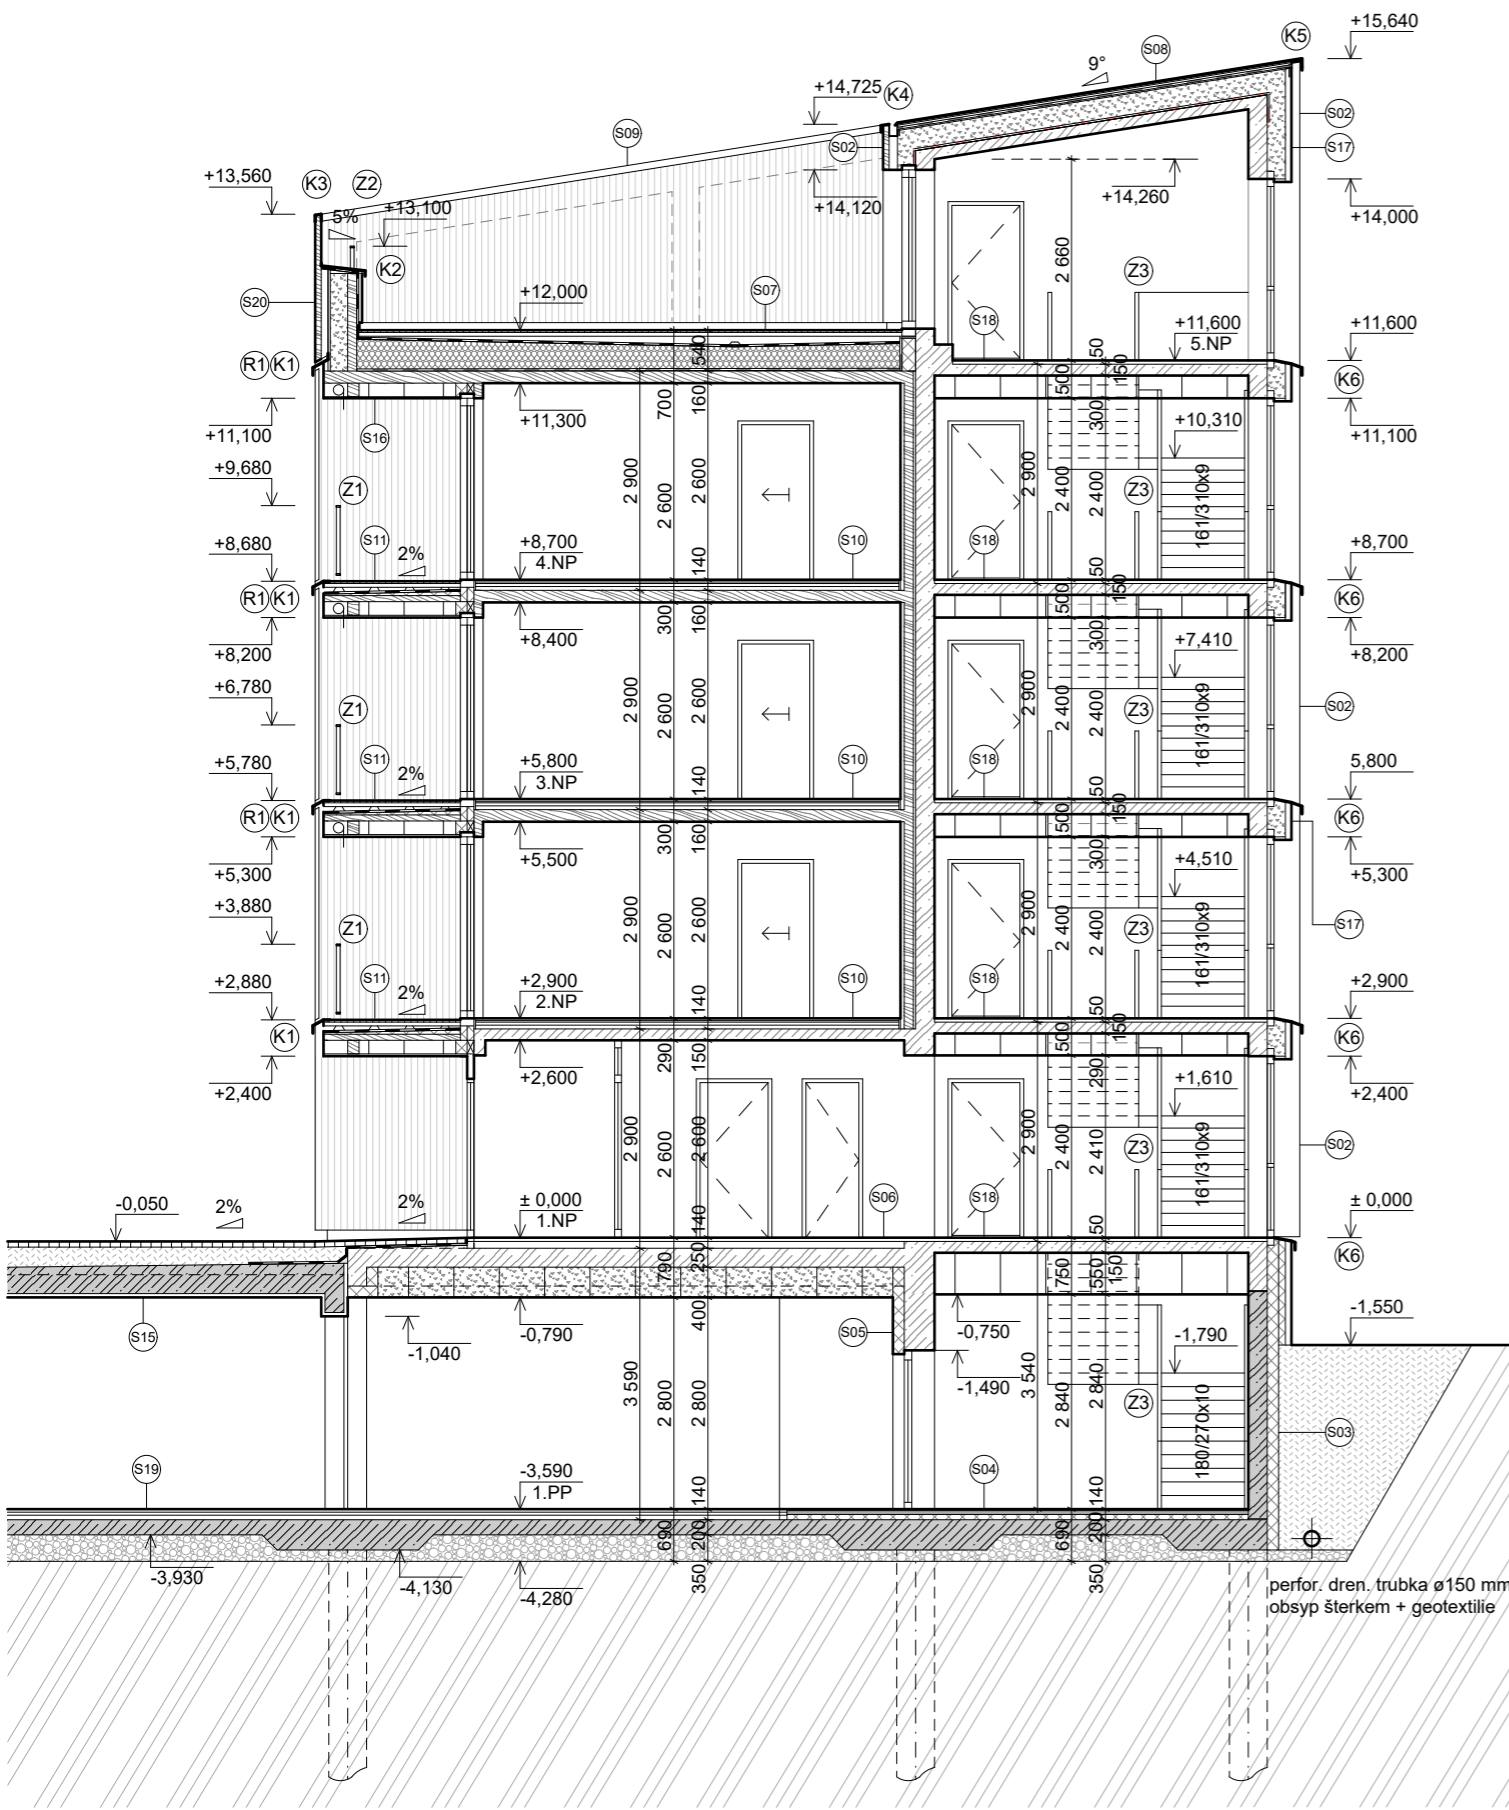 K5
+15,640
S08
9°
+14,725
K4
S09
S02
S02
S17
+13,560
K3
Z2
5%
+13,100
+14,120
+14,260
+14,000
K2
2 660
S20
+12,000
S07
Z3
S18
+11,600
5.NP
+11,600
R1
K1
540
50
150
500
K6
+11,300
700
160
300
+11,100
S16
+10,310
+11,100
+9,680
Z1
2 900
2 600
2 600
2 900
2 400
2 400
Z3
161/310x9
+8,680
S11
2%
+8,700
4.NP
S10
S18
+8,700
140
50
150
R1
K1
500
K6
+8,400
300
160
300
+8,200
+7,410
+8,200
+6,780
Z1
2 900
2 600
2 600
2 900
2 400
2 400
Z3
161/310x9
S02
+5,780
S11
2%
+5,800
3.NP
S10
S18
5,800
140
50
150
R1
K1
500
K6
+5,500
300
160
300
+5,300
+4,510
+5,300
+3,880
Z1
2 900
2 600
2 600
2 900
2 400
2 400
Z3
161/310x9
S17
+2,880
S11
2%
+2,900
2.NP
S10
S18
+2,900
140
50
150
K1
500
K6
+2,600
290
150
290
+2,400
+1,610
+2,400
2 900
2 600
2 600
2 900
2 400
2 410
Z3
161/310x9
S02
-0,050
2%
2%
± 0,000
1.NP
S06
S18
± 0,000
140
50
K6
790
250
750
550
150
S15
-1,040
-0,790
400
S05
-0,750
-1,790
-1,550
-1,490
3 590
2 800
2 800
3 540
2 840
2 840
Z3
180/270x10
S03
S19
-3,590
1.PP
S04
140
140
690
200
690
200
-3,930
-4,130
-4,280
350
350
perfor. dren. trubka ø150 mm
obsyp šterkem + geotextilie